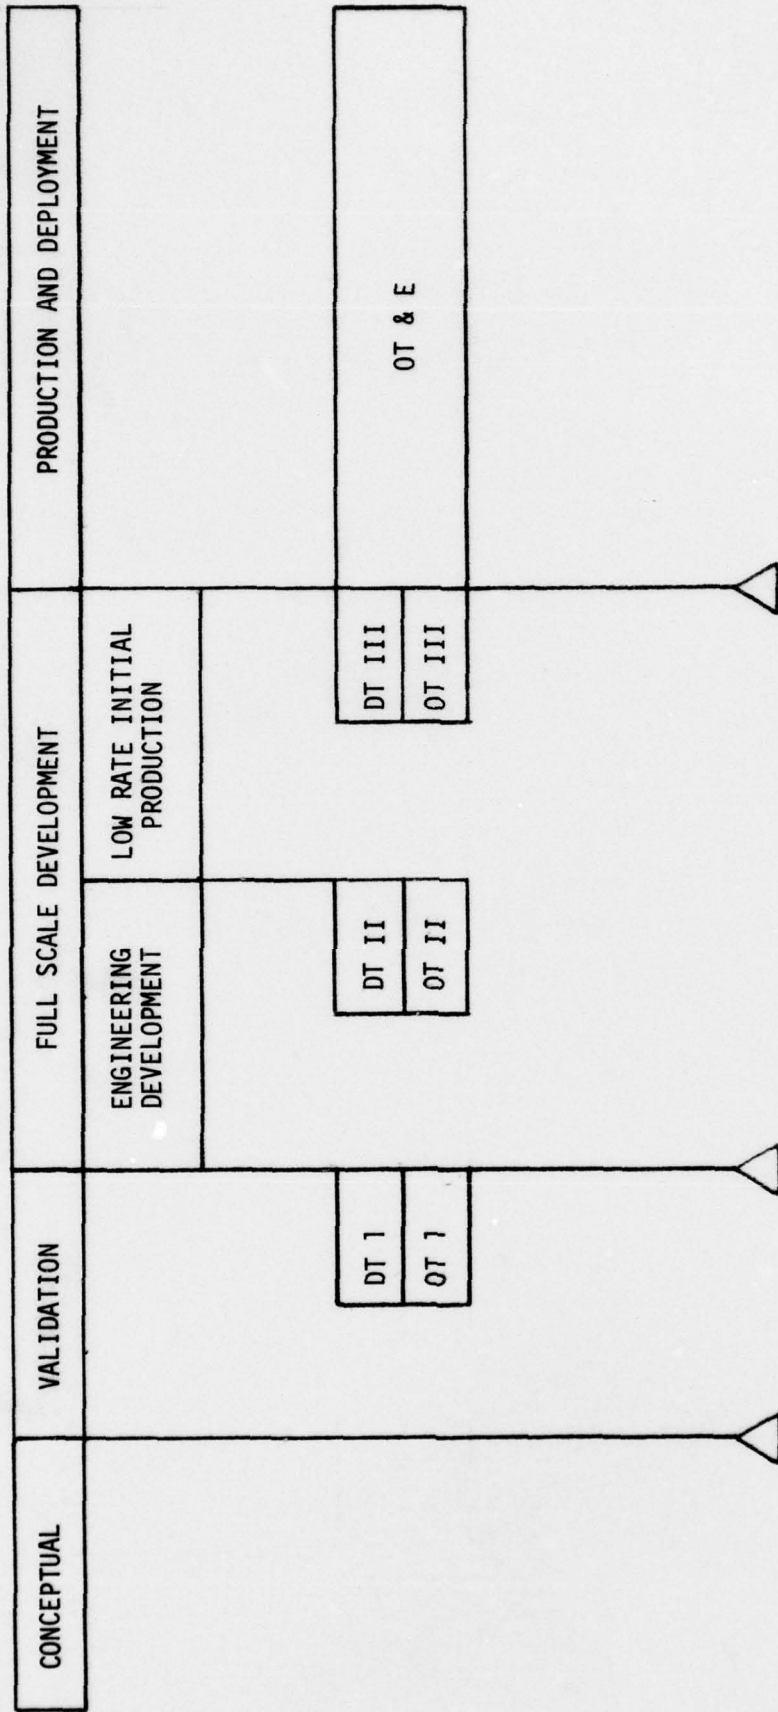 CONCEPTUAL
VALIDATION
FULL SCALE DEVELOPMENT
PRODUCTION AND DEPLOYMENT
ENGINEERING
DEVELOPMENT
LOW RATE INITIAL
PRODUCTION
DT I
OT I
DT II
OT II
DT III
OT III
OT & E